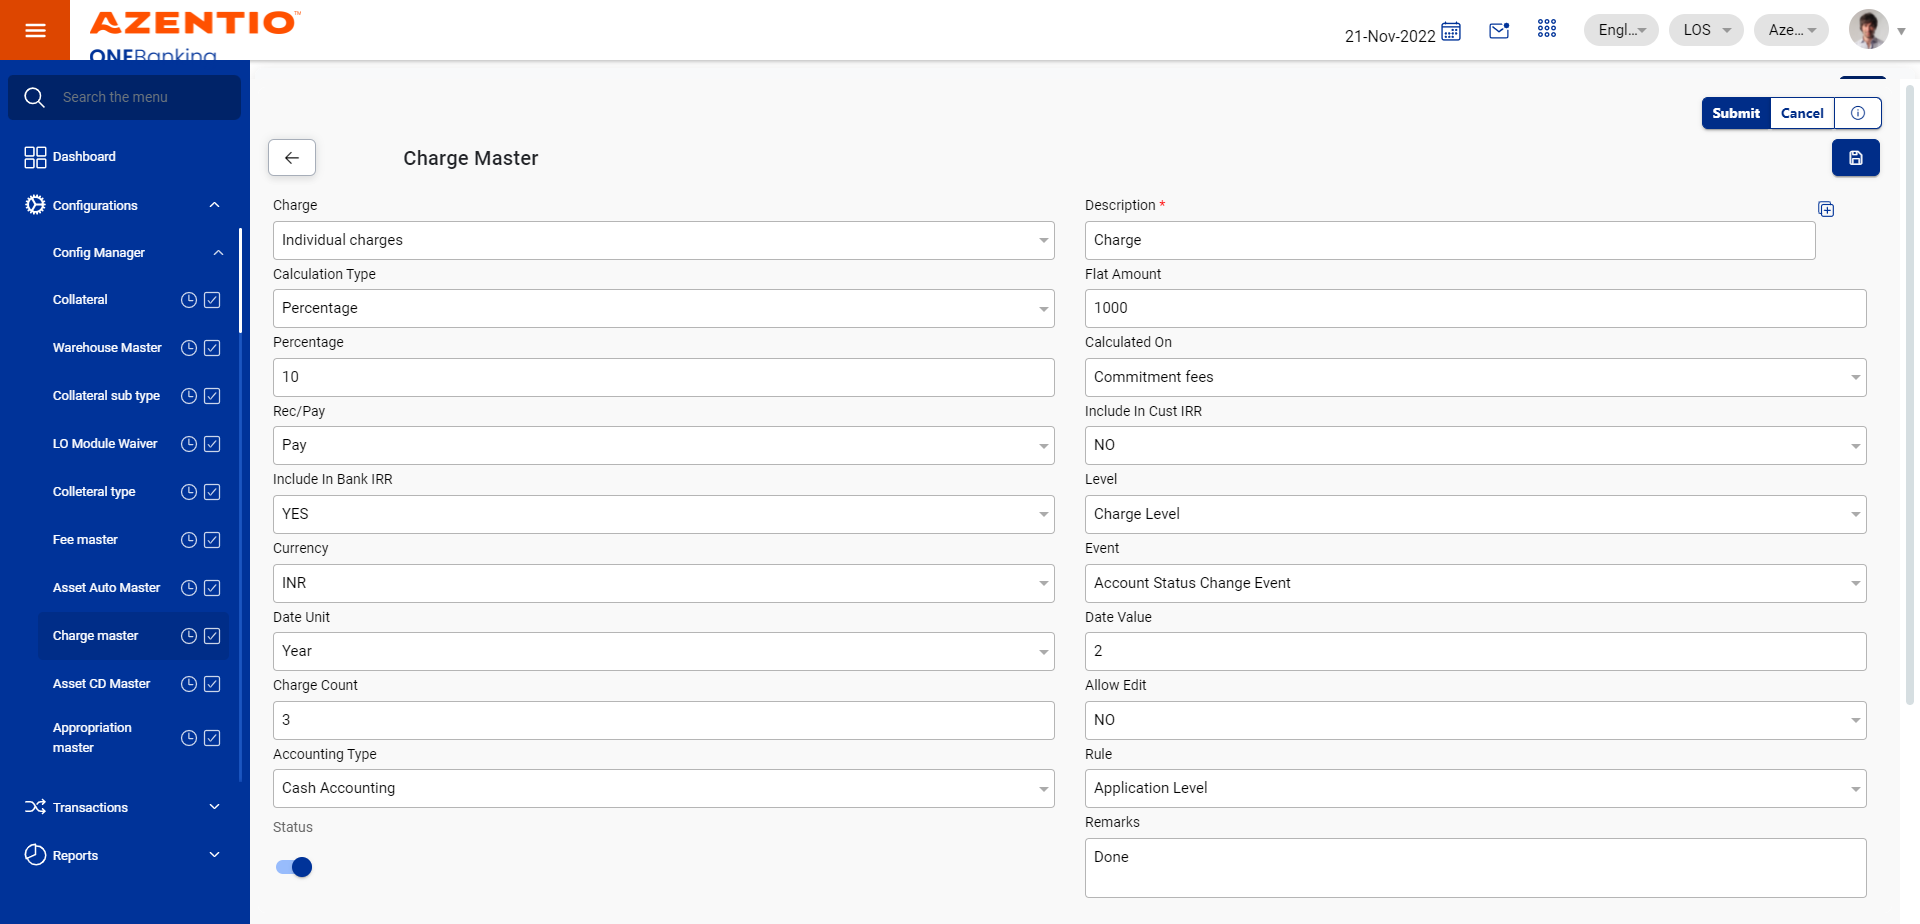 AZENTIO™
ONEBanking
21-Nov-2022
Engl...
LOS
Aze...
Search the menu
Dashboard
Configurations
Config Manager
Collateral
Warehouse Master
Collateral sub type
LO Module Waiver
Colleteral type
Fee master
Asset Auto Master
Charge master
Asset CD Master
Appropriation
master
Transactions
Reports
Submit
Cancel
Charge Master
Charge
Individual charges
Description *
Charge
Calculation Type
Percentage
Flat Amount
1000
Percentage
10
Calculated On
Commitment fees
Rec/Pay
Pay
Include In Cust IRR
NO
Include In Bank IRR
YES
Level
Charge Level
Currency
INR
Event
Account Status Change Event
Date Unit
Year
Date Value
2
Charge Count
3
Allow Edit
NO
Accounting Type
Cash Accounting
Rule
Application Level
Status
Remarks
Done